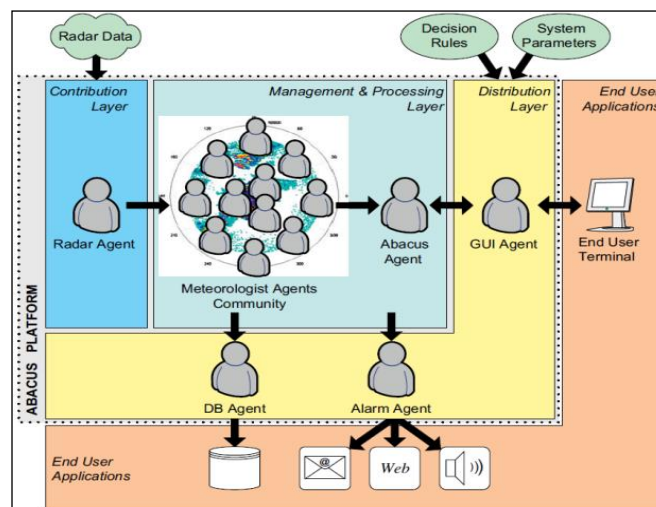 Radar Data
Decision
Rules
System
Parameters
Contribution
Layer
Management & Processing
Layer
Distribution
Layer
End User
Applications
Radar Agent
Meteorologist Agents
Community
Abacus
Agent
GUI Agent
End User
Terminal
ABACUS PLATFORM
DB Agent
Alarm Agent
End User
Applications
@
Web